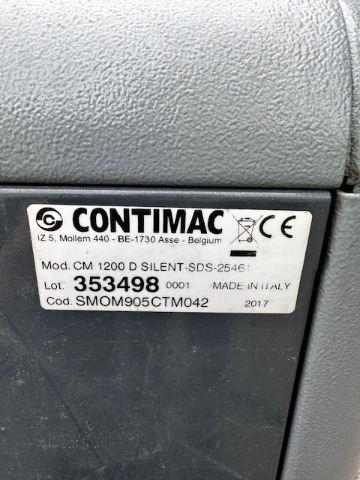 CONTIMAC CE
IZ 5, Mollem 440 - BE-1730 Asse - Belgium
Mod. CM 1200 D SILENT-SDS-25461
Lot. 353498 0001 MADE IN ITALY
Cod. SMOM905CTM042 2017